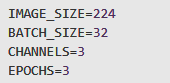 IMAGE_SIZE=224
BATCH_SIZE=32
CHANNELS=3
EPOCHS=3